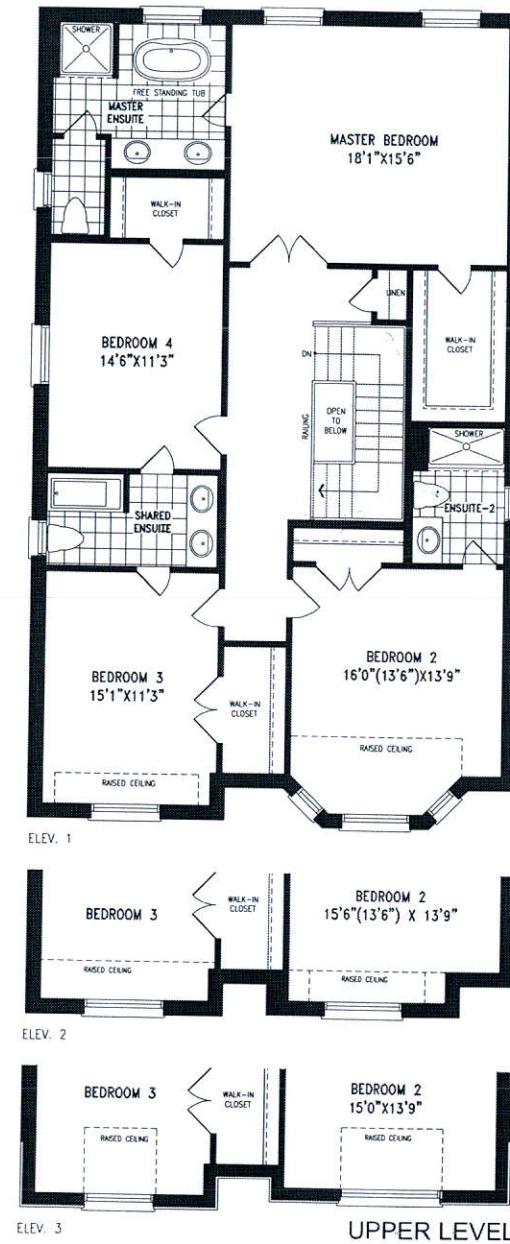 SHOWER
FREE STANDING TUB
MASTER
ENSUITE
MASTER BEDROOM
18'1"X15'6"
WALK-IN
CLOSET
LINEN
BEDROOM 4
14'6"X11'3"
DN
WALK-IN
CLOSET
RAILING
OPEN
TO
BELOW
SHOWER
SHARED
ENSUITE
ENSUITE-2
BEDROOM 3
15'1"X11'3"
BEDROOM 2
16'0"(13'6")X13'9"
WALK-IN
CLOSET
RAISED CEILING
RAISED CEILING
ELEV. 1
BEDROOM 3
WALK-IN
CLOSET
BEDROOM 2
15'6"(13'6") X 13'9"
RAISED CEILING
RAISED CEILING
ELEV. 2
BEDROOM 3
WALK-IN
CLOSET
BEDROOM 2
15'0"X13'9"
RAISED CEILING
RAISED CEILING
ELEV. 3
UPPER LEVEL